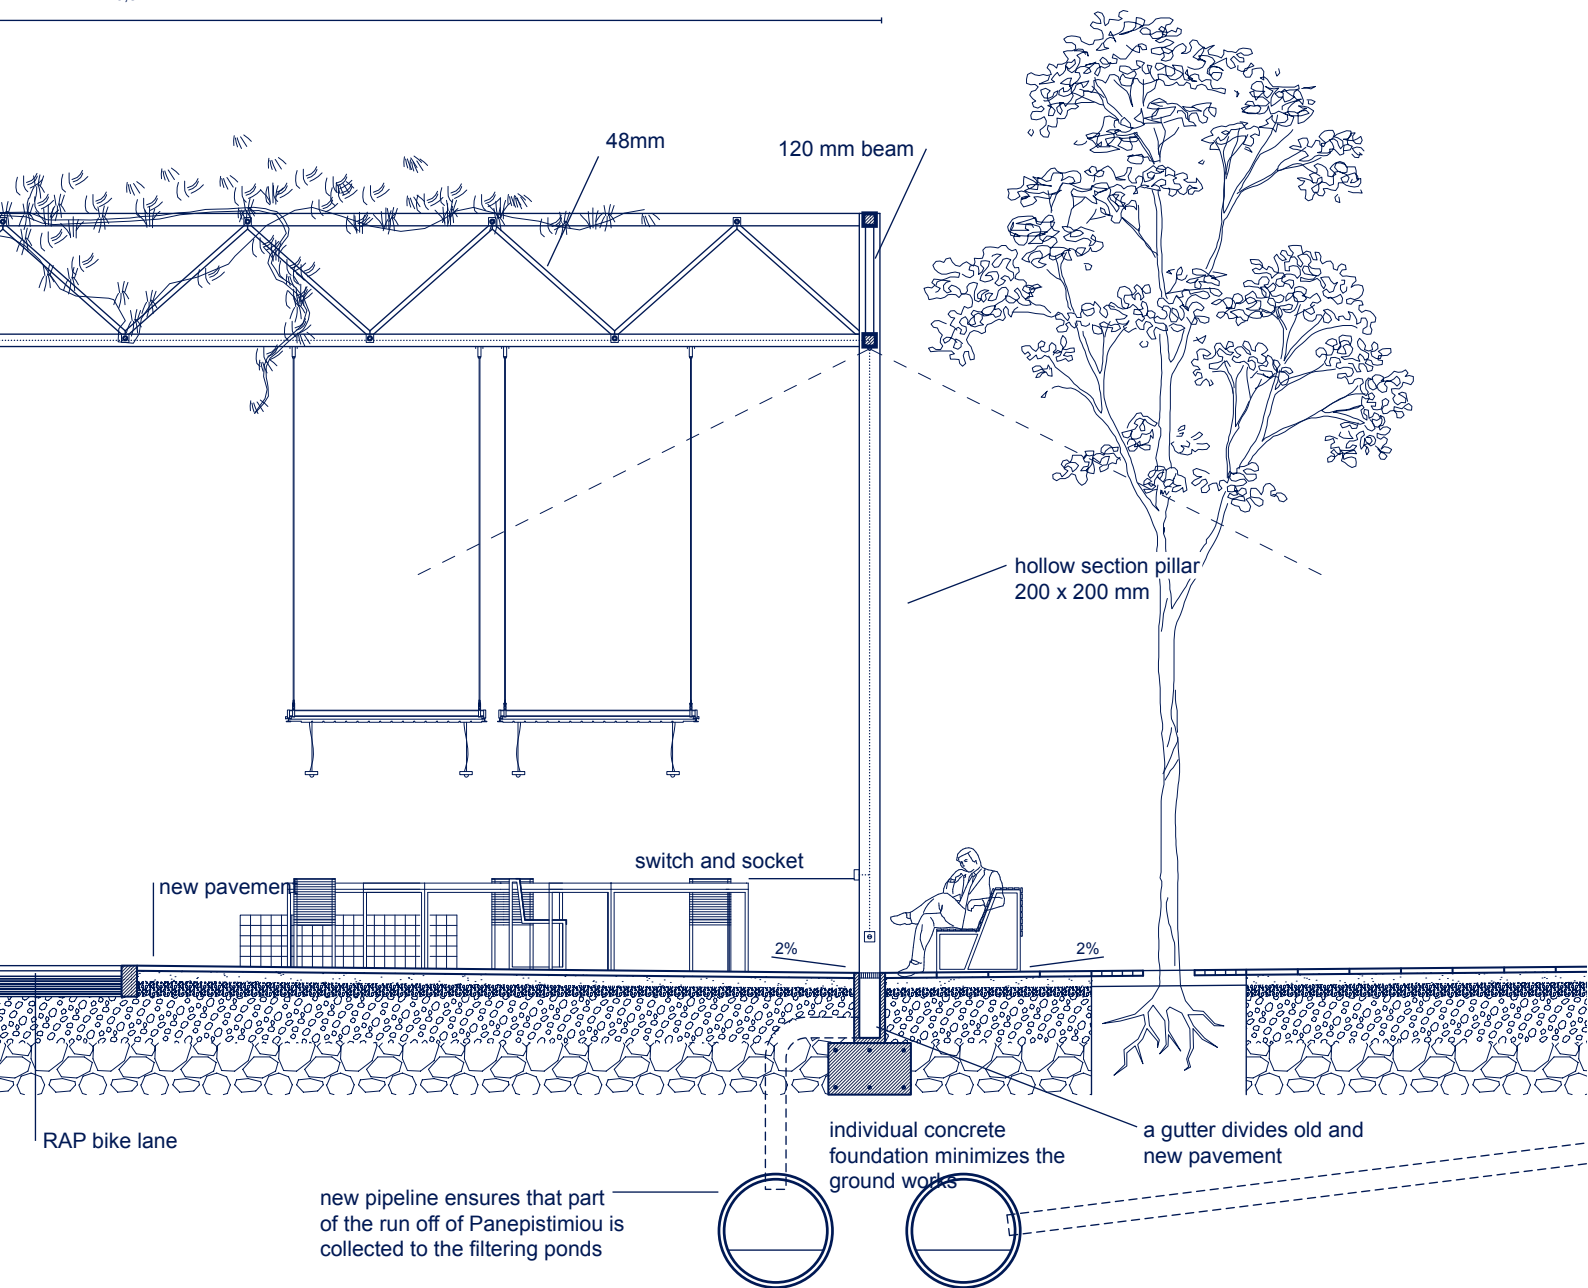 48mm
120 mm beam
hollow section pillar
200 x 200 mm
switch and socket
new pavement
2%
2%
RAP bike lane
individual concrete
foundation minimizes the
ground works
a gutter divides old and
new pavement
new pipeline ensures that part
of the run off of Panepistimiou is
collected to the filtering ponds